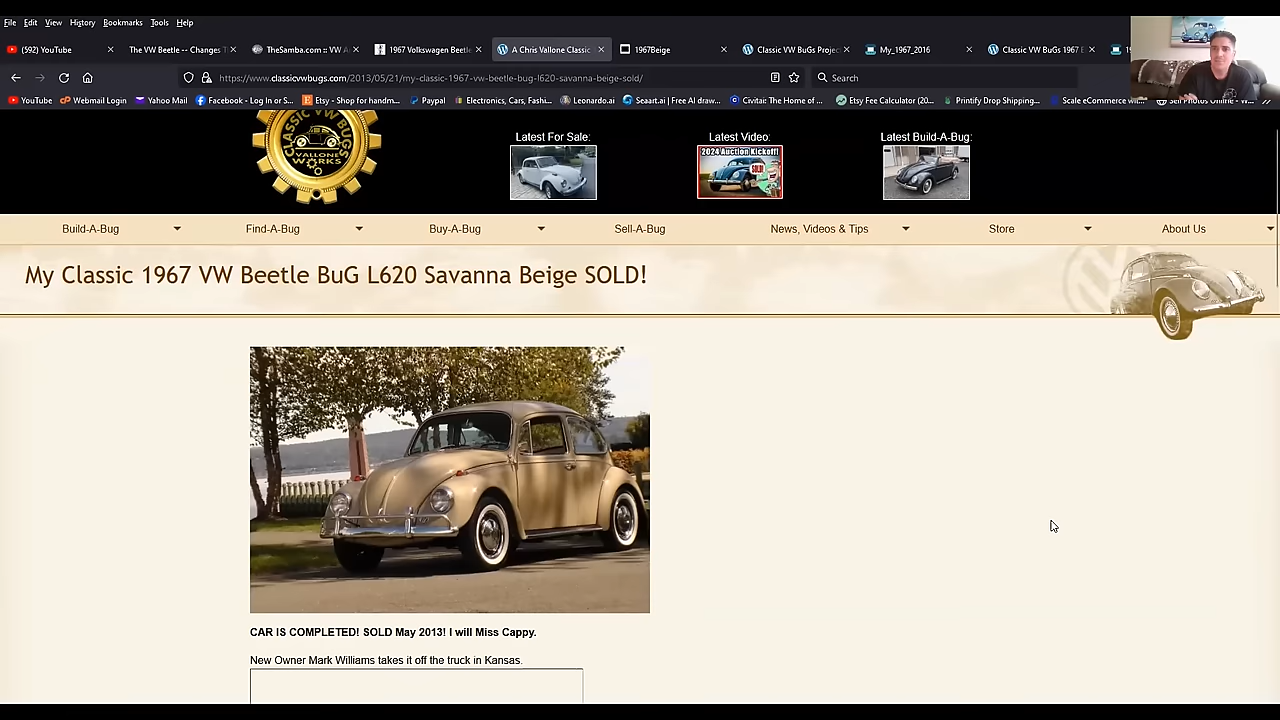 File Edit View History Bookmarks Tools Help
(592) YouTube
The VW Beetle -- Changes
TheSamba.com :: VW
1967 Volkswagen Beetle
A Chris Vallone Classic
1967Beige
Classic VW BuGs Projec
My_1967_2016
Classic VW BuGs 1967
https://www.classicvwbugs.com/2013/05/21/my-classic-1967-vw-beetle-bug-l620-savanna-beige-sold/
Search
YouTube
Webmail Login
Yahoo Mail
Facebook - Log In or S...
Etsy - Shop for handm...
Paypal
Electronics, Cars, Fashi...
Leonardo.ai
Seaart.ai | Free AI draw...
Civitai: The Home of ...
Etsy Fee Calculator (20...
Printify Drop Shipping...
Scale eCommerce wit...
Sell Photos Online - W...
CLASSIC VW BUGS
VALLONE
WORKS
Latest For Sale:
Latest Video:
Latest Build-A-Bug:
2024 Auction Kickoff!
SOLD!
Build-A-Bug
Find-A-Bug
Buy-A-Bug
Sell-A-Bug
News, Videos & Tips
Store
About Us
My Classic 1967 VW Beetle BuG L620 Savanna Beige SOLD!
CAR IS COMPLETED! SOLD May 2013! I will Miss Cappy.
New Owner Mark Williams takes it off the truck in Kansas.